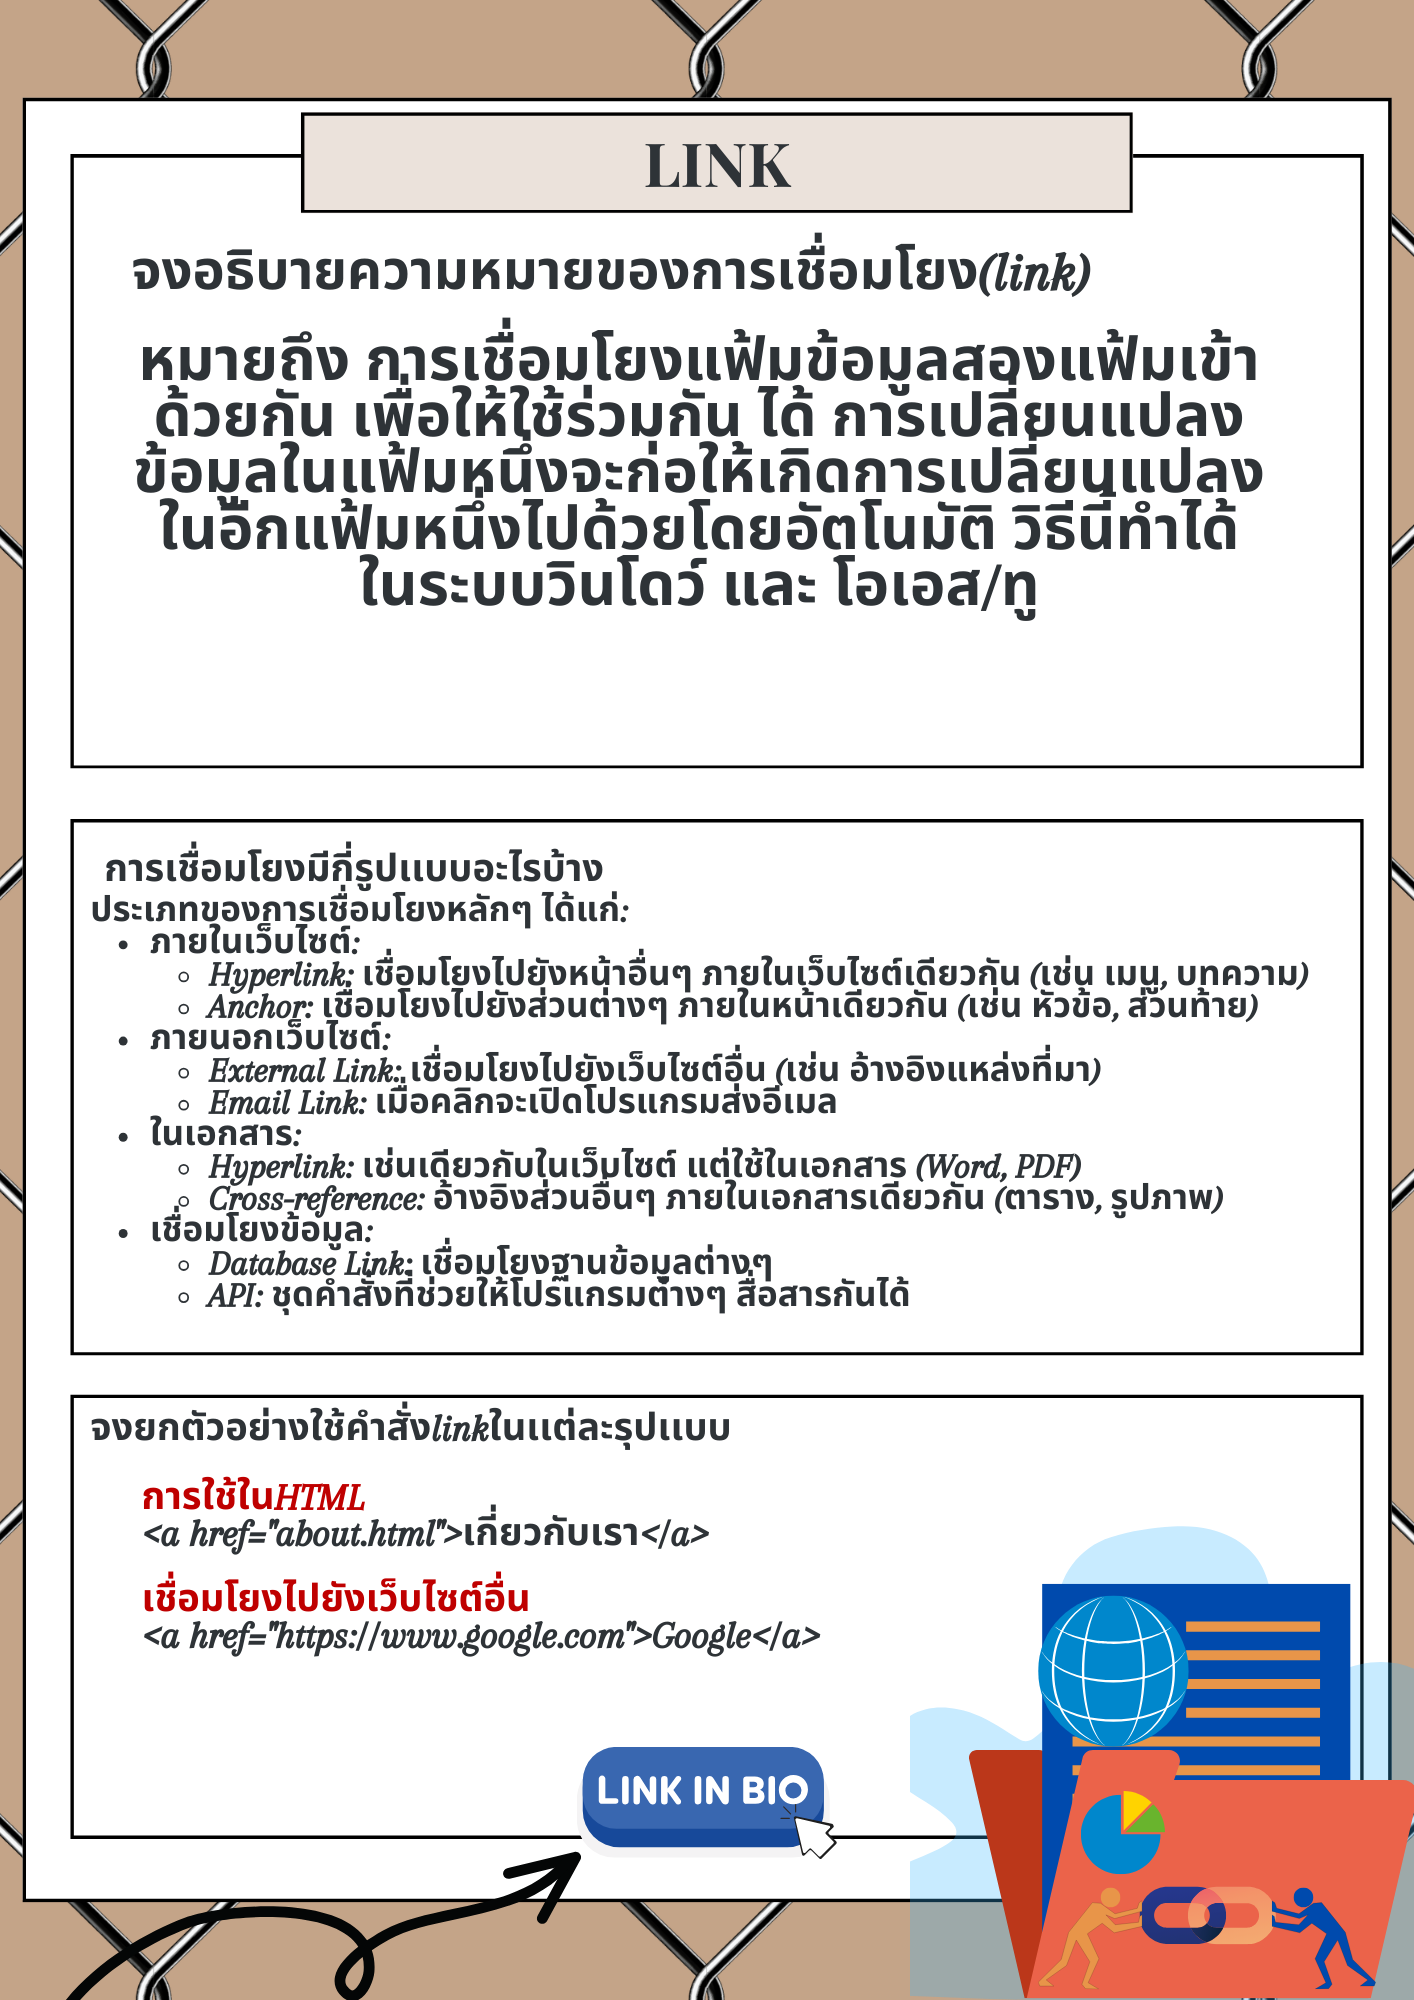 LINK
จงอธิบายความหมายของการเชื่อมโยง(link)
หมายถึง การเชื่อมโยงแฟ้มข้อมูลสองแฟ้มเข้า
ด้วยกัน เพื่อให้ใช้ร่วมกัน ได้ การเปลี่ยนแปลง
ข้อมูลในแฟ้มหนึ่งจะก่อให้เกิดการเปลี่ยนแปลง
ในอีกแฟ้มหนึ่งไปด้วยโดยอัตโนมัติ วิธีนี้ทำได้
ในระบบวินโดว์ และ โอเอส/ทู
การเชื่อมโยงมีกี่รูปแบบอะไรบ้าง
ประเภทของการเชื่อมโยงหลักๆ ได้แก่:
• ภายในเว็บไซต์:
◦ Hyperlink: เชื่อมโยงไปยังหน้าอื่นๆ ภายในเว็บไซต์เดียวกัน (เช่น เมนู, บทความ)
◦ Anchor: เชื่อมโยงไปยังส่วนต่างๆ ภายในหน้าเดียวกัน (เช่น หัวข้อ, ส่วนท้าย)
• ภายนอกเว็บไซต์:
◦ External Link: เชื่อมโยงไปยังเว็บไซต์อื่น (เช่น อ้างอิงแหล่งที่มา)
◦ Email Link: เมื่อคลิกจะเปิดโปรแกรมส่งอีเมล
• ในเอกสาร:
◦ Hyperlink: เช่นเดียวกับในเว็บไซต์ แต่ใช้ในเอกสาร (Word, PDF)
◦ Cross-reference: อ้างอิงส่วนอื่นๆ ภายในเอกสารเดียวกัน (ตาราง, รูปภาพ)
• เชื่อมโยงข้อมูล:
◦ Database Link: เชื่อมโยงฐานข้อมูลต่างๆ
◦ API: ชุดคำสั่งที่ช่วยให้โปรแกรมต่างๆ สื่อสารกันได้
จงยกตัวอย่างใช้คำสั่งlinkในแต่ละรุปแบบ
การใช้ในHTML
<a href="about.html">เกี่ยวกับเรา</a>
เชื่อมโยงไปยังเว็บไซต์อื่น
<a href="https://www.google.com">Google</a>
LINK IN BIO